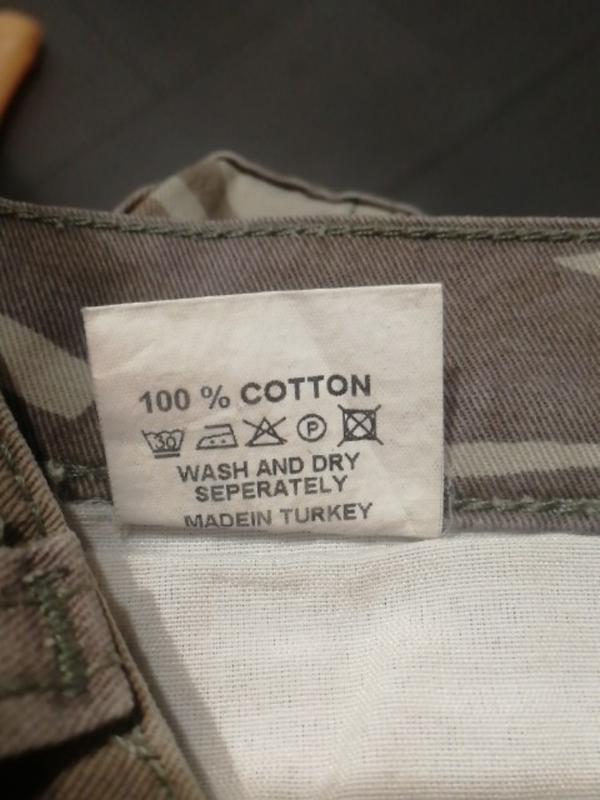 100 % COTTON
30 P
WASH AND DRY
SEPERATELY
MADEIN TURKEY